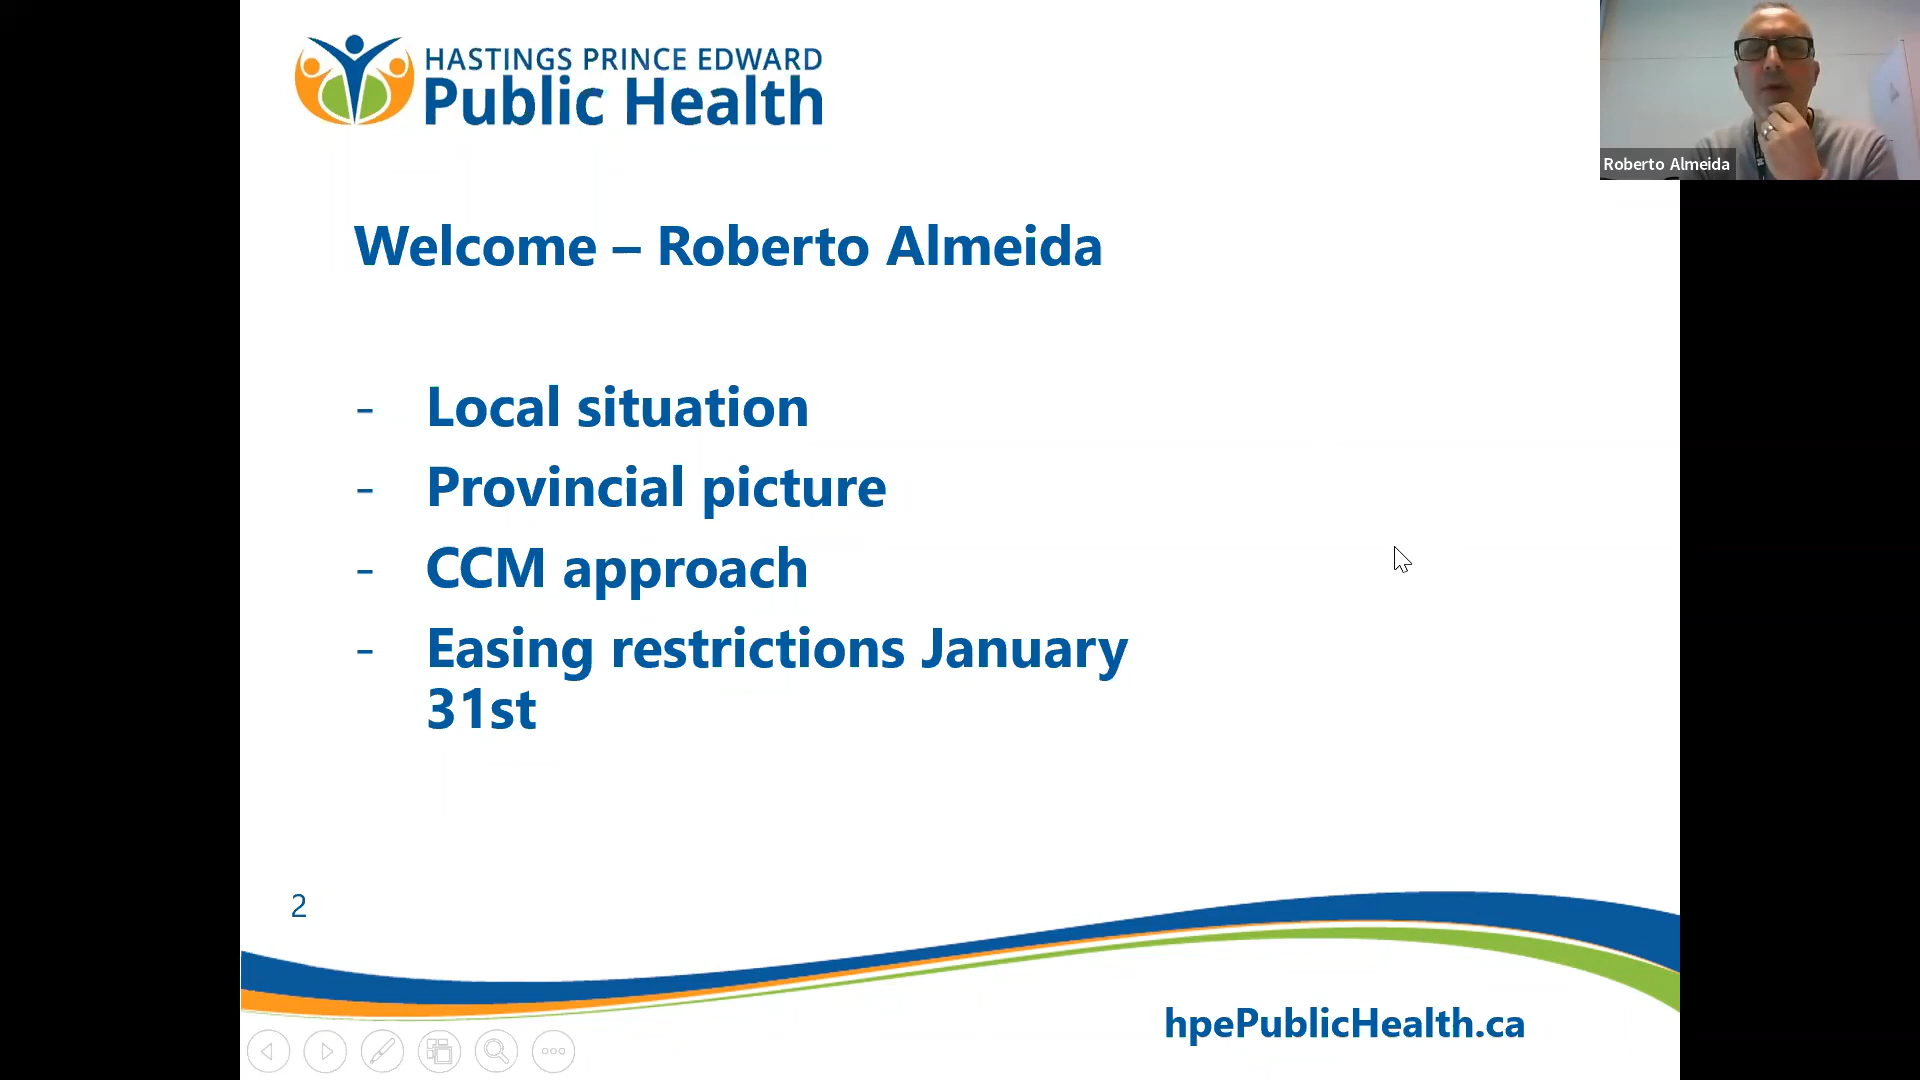 HASTINGS PRINCE EDWARD
Public Health
Roberto Almeida
Welcome – Roberto Almeida
- Local situation
- Provincial picture
- CCM approach
- Easing restrictions January
31st
2
hpePublicHealth.ca